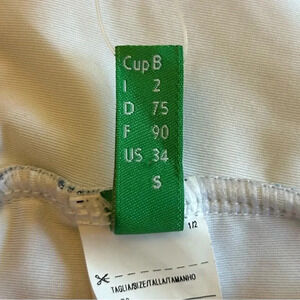 Cup B
I 2
D 75
F 90
US 34
S
1/2
TAGLIA/SIZE/TALLA/TAMANHO